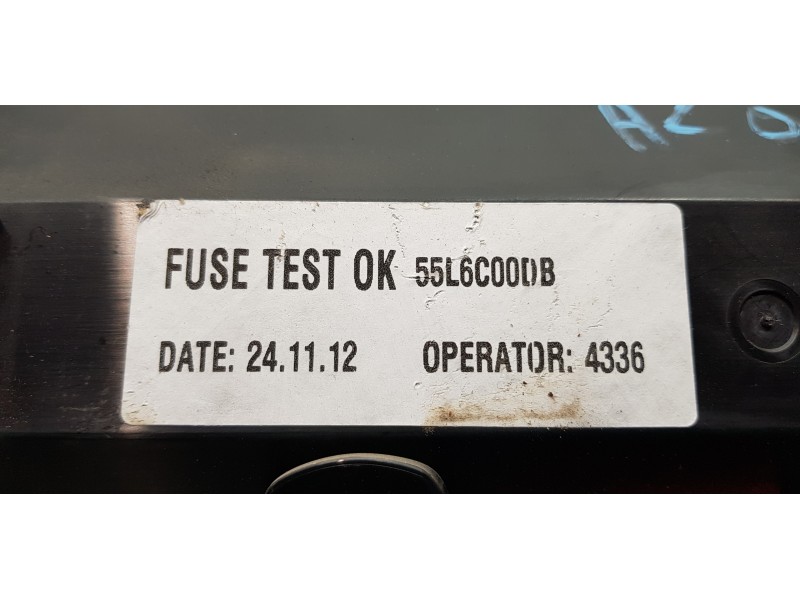 FUSE TEST OK 55L6C00DB
DATE: 24.11.12 OPERATOR: 4336